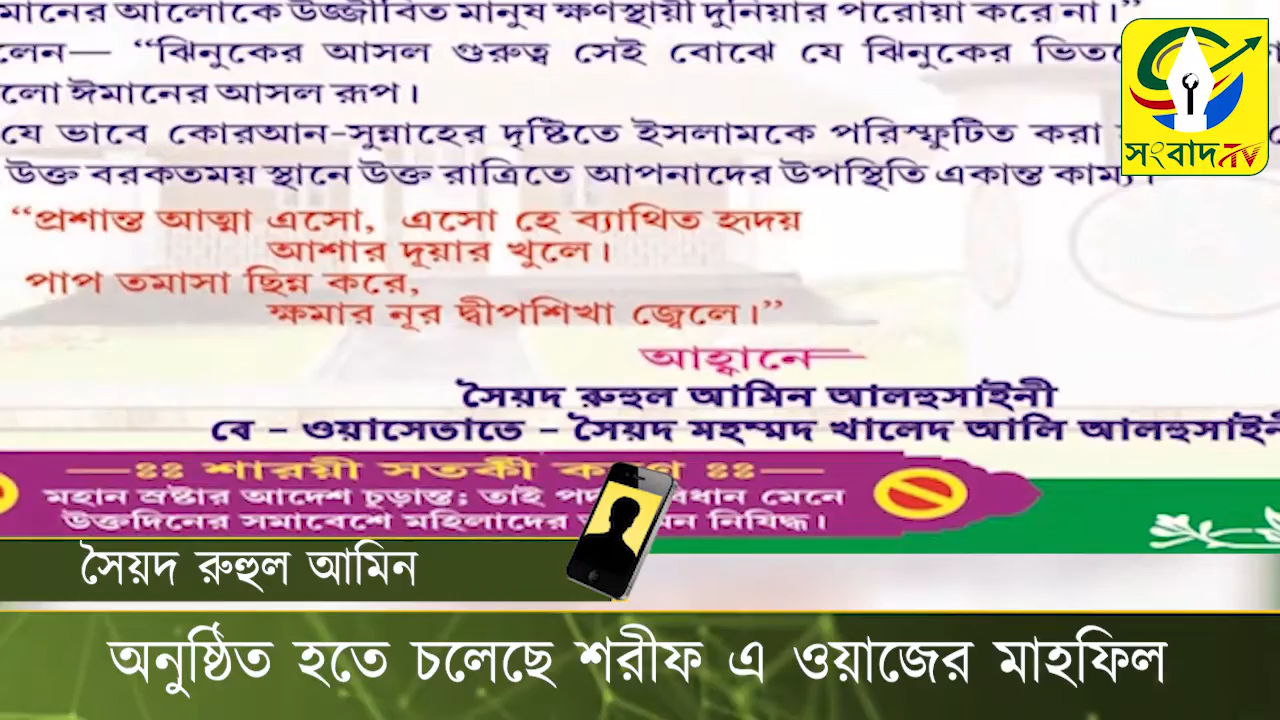 মানের আলোকে উজ্জীবিত মানুষ ক্ষণস্থায়ী দুনিয়ার পরোয়া করে না।”
লেন— “ঝিনুকের আসল গুরুত্ব সেই বোঝে যে ঝিনুকের
লো ঈমানের আসল রূপ।
যে ভাবে কোরআন-সুন্নাহের দৃষ্টিতে ইসলামকে পরিস্ফুটিত করা
উক্ত বরকতময় স্থানে উক্ত রাত্রিতে আপনাদের উপস্থিতি একান্ত কাম্য।
“প্রশান্ত আত্মা এসো, এসো হে ব্যাথিত হৃদয়
আশার দূয়ার খুলে।
পাপ তমাসা ছিন্ন করে,
ক্ষমার নূর দ্বীপশিখা জ্বেলে।”
আহ্বানে—
সৈয়দ রুহুল আমিন আলহুসাইনী
বে - ওয়াসেতাতে - সৈয়দ মহম্মদ খালেদ আলি আলহুসাইনী
—ঃঃ শারয়ী সতর্কী করণ ঃঃ—
মহান স্রষ্টার আদেশ চূড়ান্ত; তাই মেনে
উক্তদিনের সমাবেশে মহিলাদের নিষিদ্ধ।
সংবাদ TV
সৈয়দ রুহুল আমিন
অনুষ্ঠিত হতে চলেছে শরীফ এ ওয়াজের মাহফিল